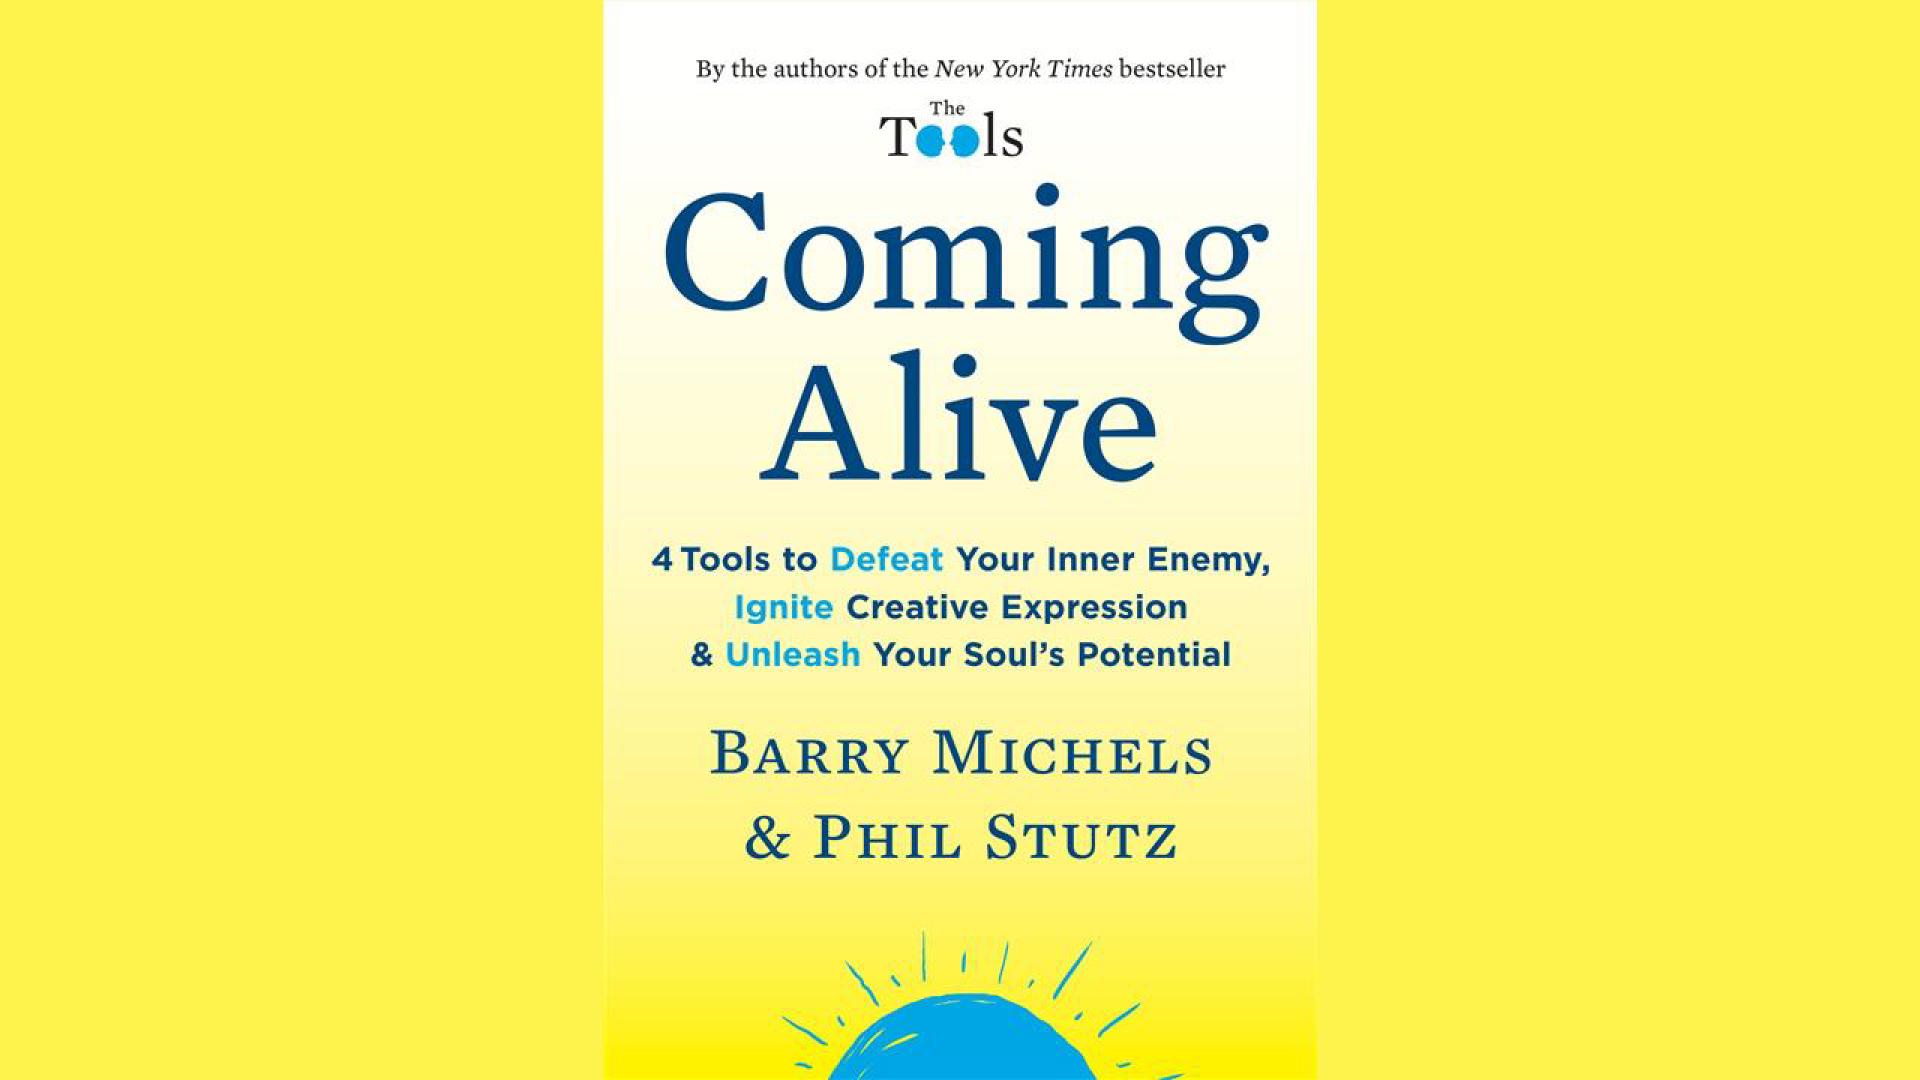 By the authors of the New York Times bestseller
The
Tools
Coming
Alive
4 Tools to Defeat Your Inner Enemy,
Ignite Creative Expression
& Unleash Your Soul’s Potential
BARRY MICHELS
& PHIL STUTZ